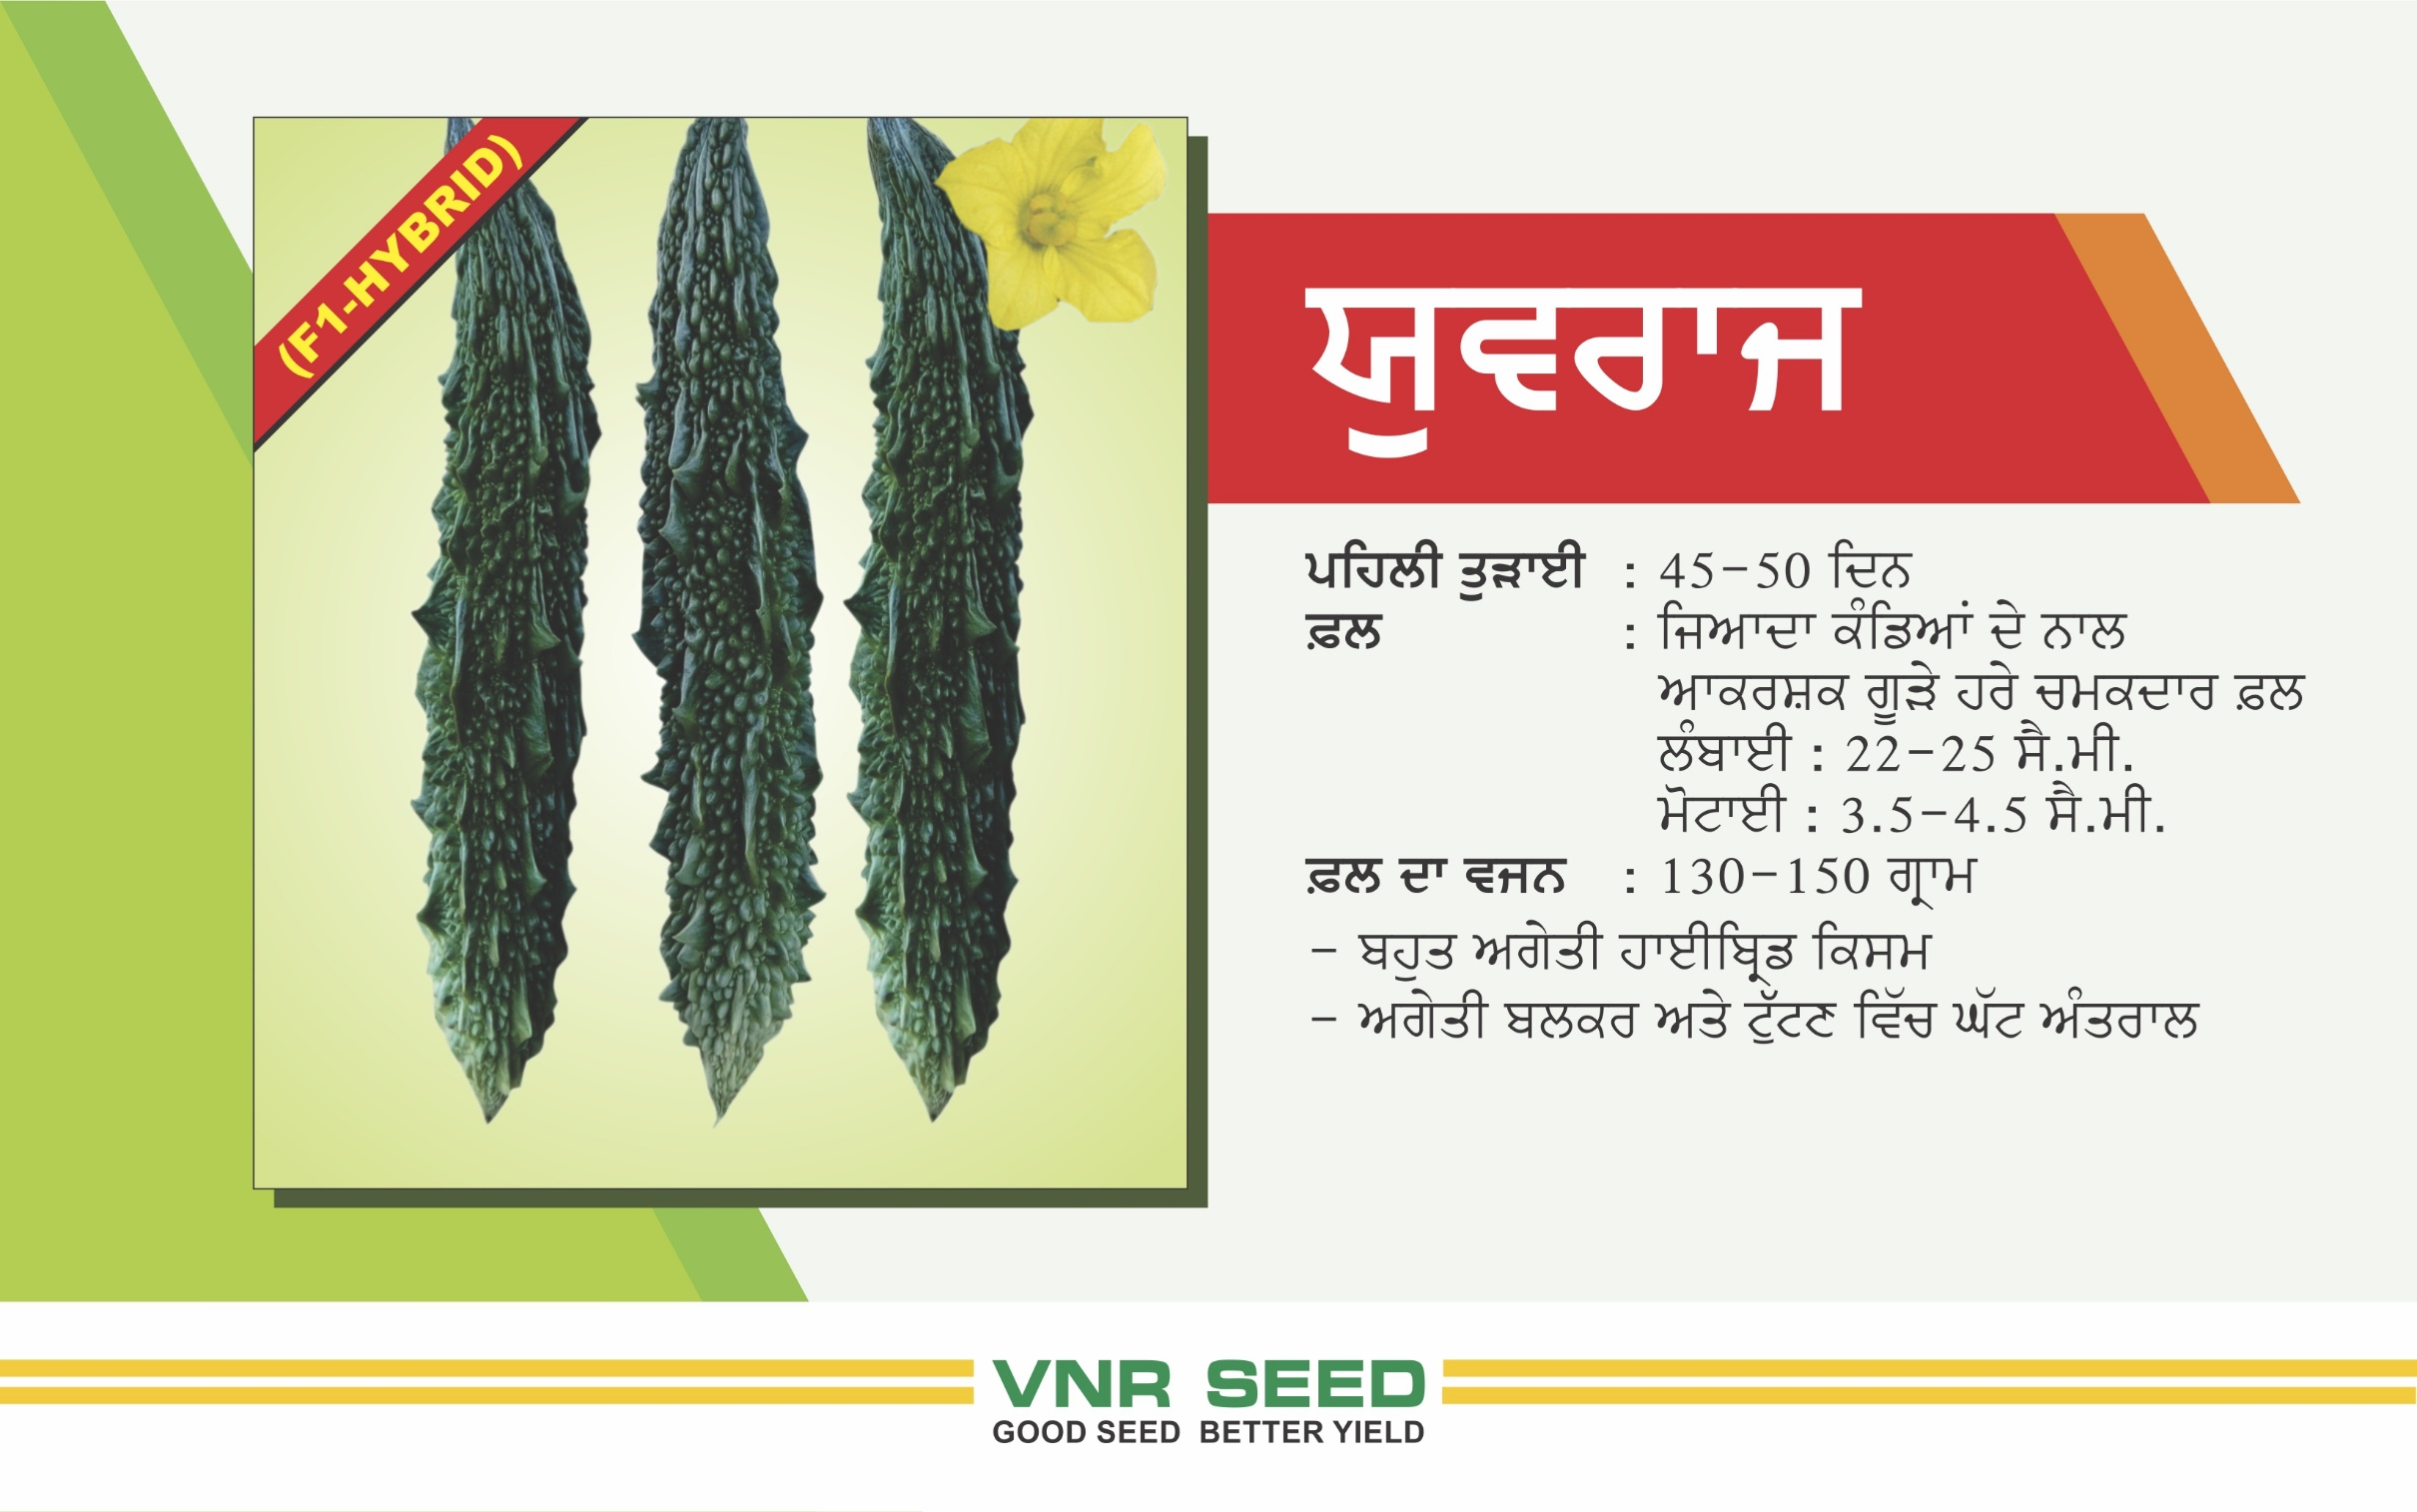 (F1-HYBRID)
ਯੁਵਰਾਜ
ਪਹਿਲੀ ਤੁੜਾਈ : 45-50 ਦਿਨ
ਫ਼ਲ : ਜਿਆਦਾ ਕੰਡਿਆਂ ਦੇ ਨਾਲ
ਆਕਰਸ਼ਕ ਗੂੜੇ ਹਰੇ ਚਮਕਦਾਰ ਫ਼ਲ
ਲੰਬਾਈ : 22-25 ਸੈ.ਮੀ.
ਮੋਟਾਈ : 3.5-4.5 ਸੈ.ਮੀ.
ਫ਼ਲ ਦਾ ਵਜਨ : 130-150 ਗ੍ਰਾਮ
- ਬਹੁਤ ਅਗੇਤੀ ਹਾਈਬ੍ਰਿਡ ਕਿਸਮ
- ਅਗੇਤੀ ਬਲਕਰ ਅਤੇ ਟੁੱਟਣ ਵਿੱਚ ਘੱਟ ਅੰਤਰਾਲ
VNR SEED
GOOD SEED BETTER YIELD